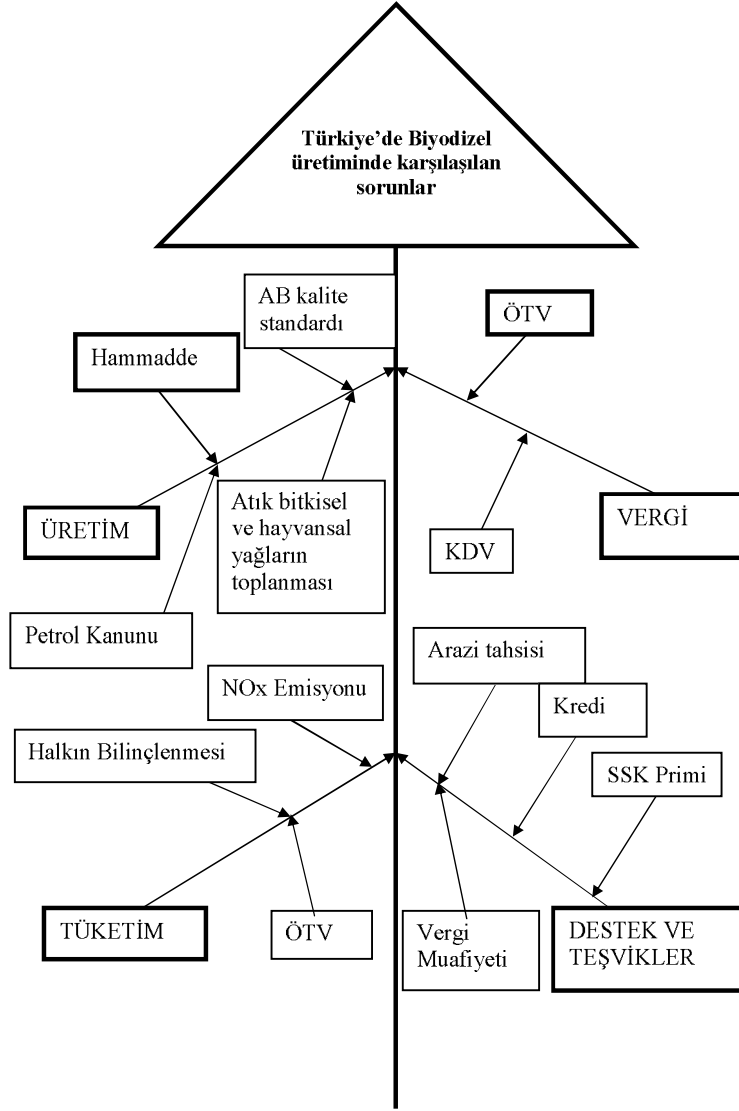 Türkiye’de Biyodizel
üretiminde karşılaşılan
sorunlar
AB kalite
standardı
ÖTV
Hammadde
ÜRETİM
Atık bitkisel
ve hayvansal
yağların
toplanması
KDV
VERGİ
Petrol Kanunu
Arazi tahsisi
NOx Emisyonu
Kredi
Halkın Bilinçlenmesi
SSK Primi
TÜKETİM
ÖTV
Vergi
Muafiyeti
DESTEK VE
TEŞVİKLER